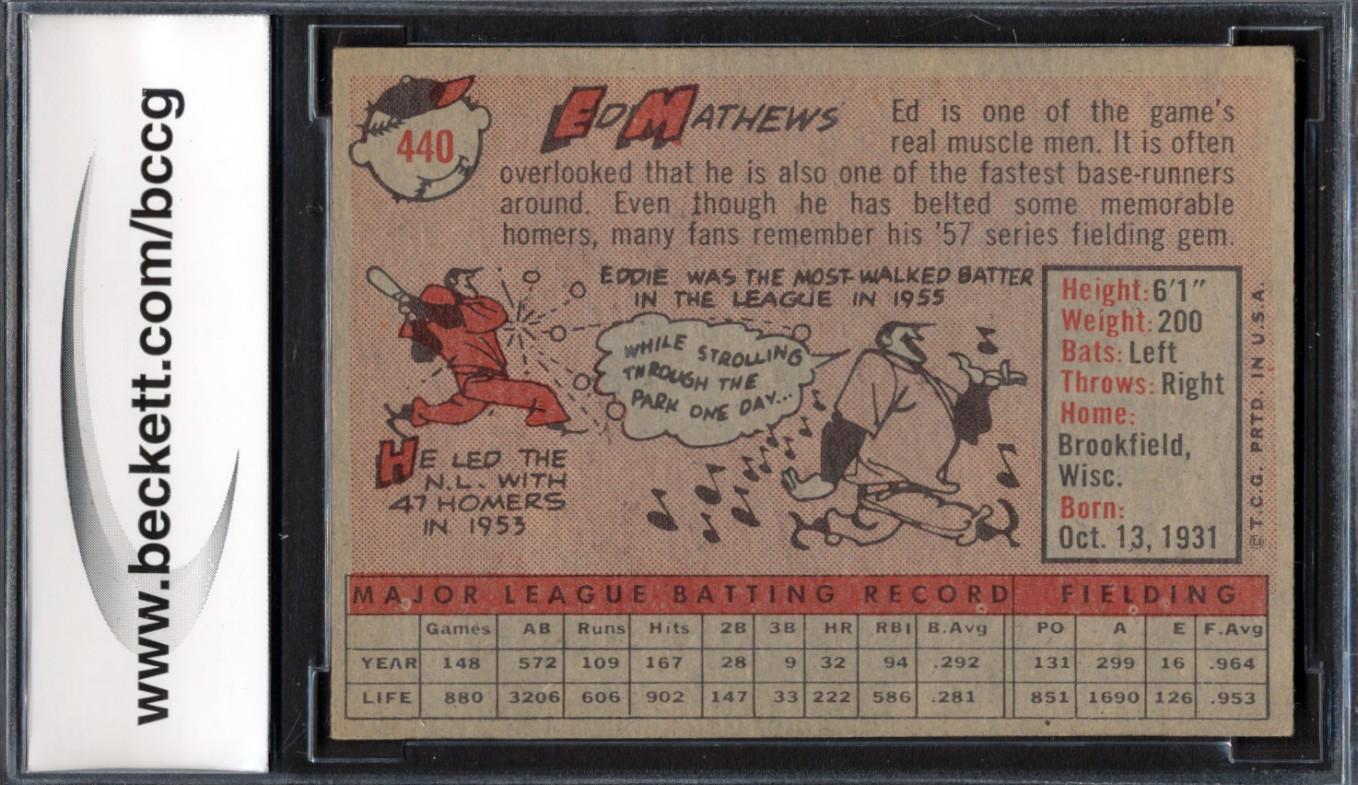 www.beckett.com/bccg
440
ED MATHEWS
Ed is one of the game's
real muscle men. It is often
overlooked that he is also one of the fastest base-runners
around. Even though he has belted some memorable
homers, many fans remember his '57 series fielding gem.
EDDIE WAS THE MOST-WALKED BATTER
IN THE LEAGUE IN 1955
WHILE STROLLING
THROUGH THE
PARK ONE DAY...
HE LED THE
N.L. WITH
47 HOMERS
IN 1953
Height: 6'1"
Weight: 200
Bats: Left
Throws: Right
Home:
Brookfield,
Wisc.
Born:
Oct. 13, 1931
© T.C.G. PRTD. IN U.S.A.
MAJOR LEAGUE BATTING RECORD FIELDING
Games AB Runs Hits 2B 3B HR RBI B.Avg PO A E F.Avg
YEAR 148 572 109 167 28 9 32 94 .292 131 299 16 .964
LIFE 880 3206 606 902 147 33 222 586 .281 851 1690 126 .953